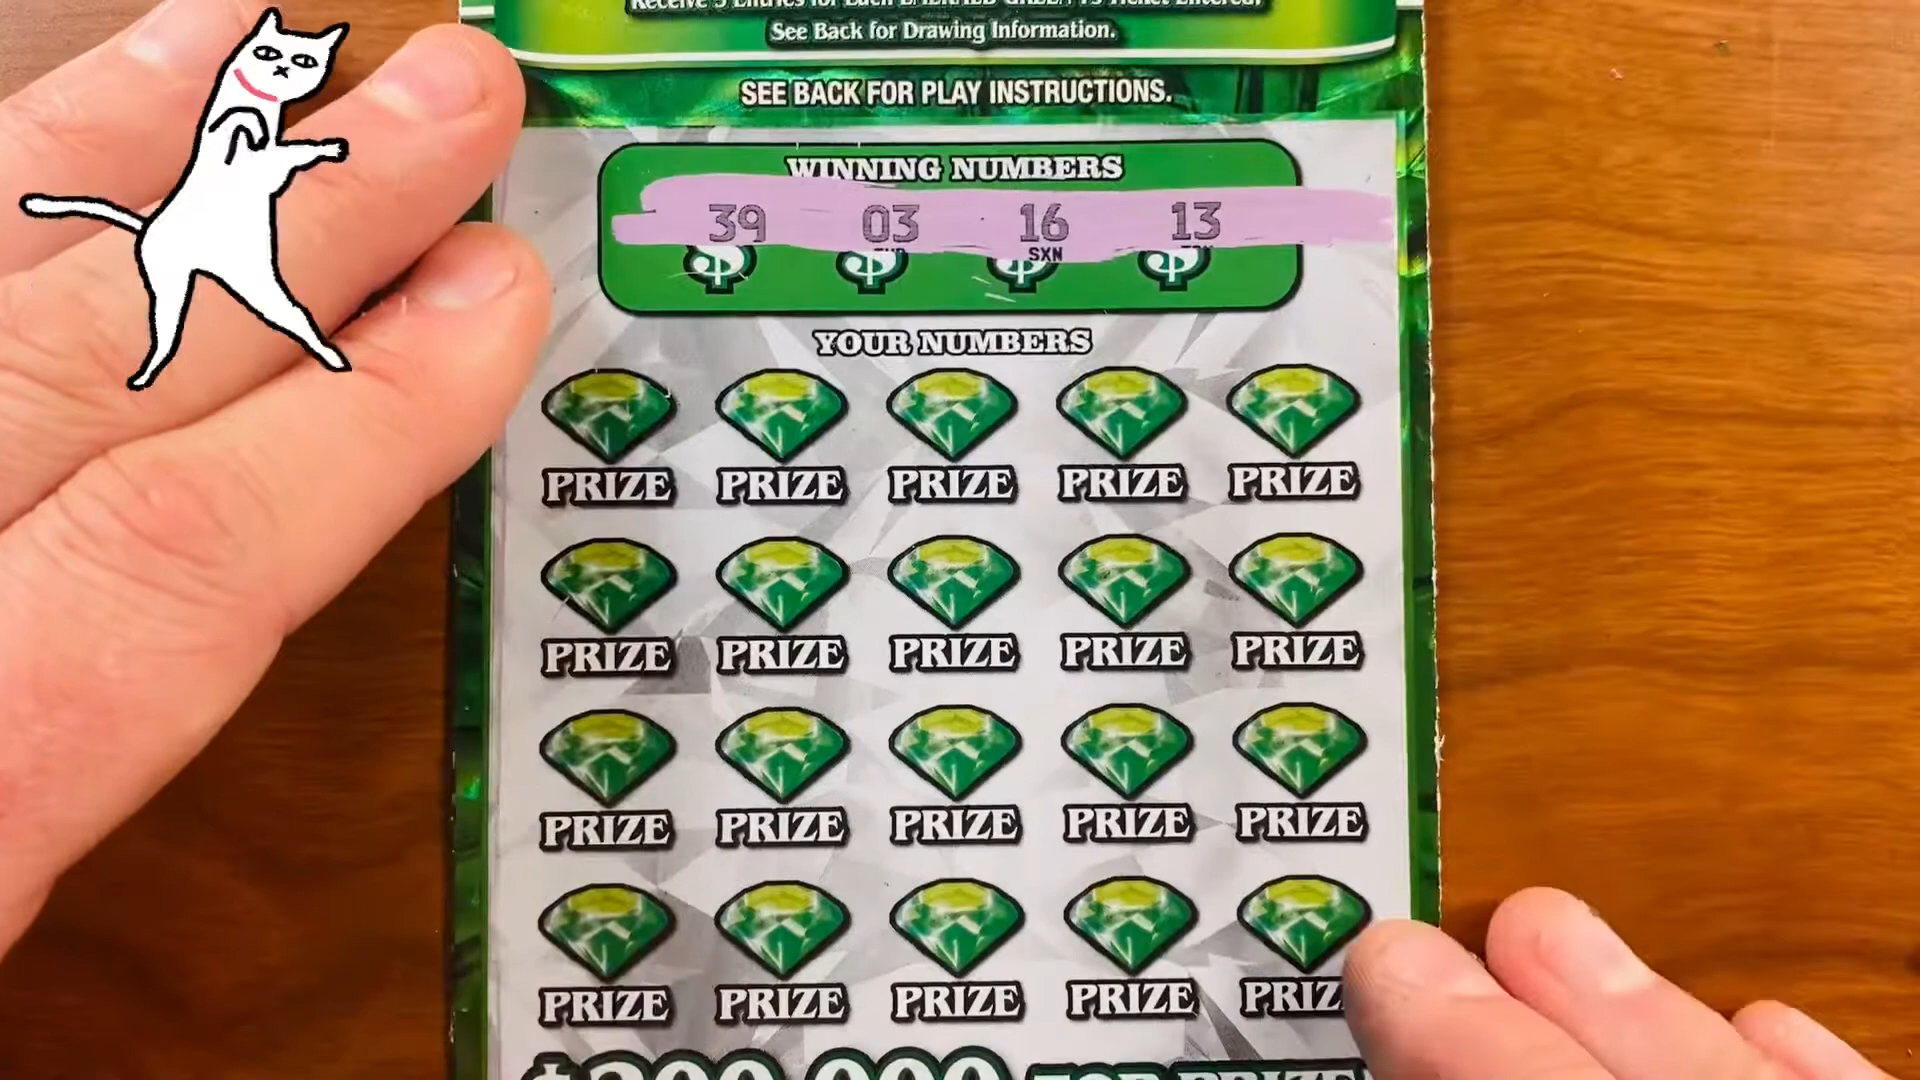 See Back for Drawing Information.
SEE BACK FOR PLAY INSTRUCTIONS.
WINNING NUMBERS
39 03 16 13
SXN
YOUR NUMBERS
PRIZE PRIZE PRIZE PRIZE PRIZE
PRIZE PRIZE PRIZE PRIZE PRIZE
PRIZE PRIZE PRIZE PRIZE PRIZE
PRIZE PRIZE PRIZE PRIZE
TOP PRIZE